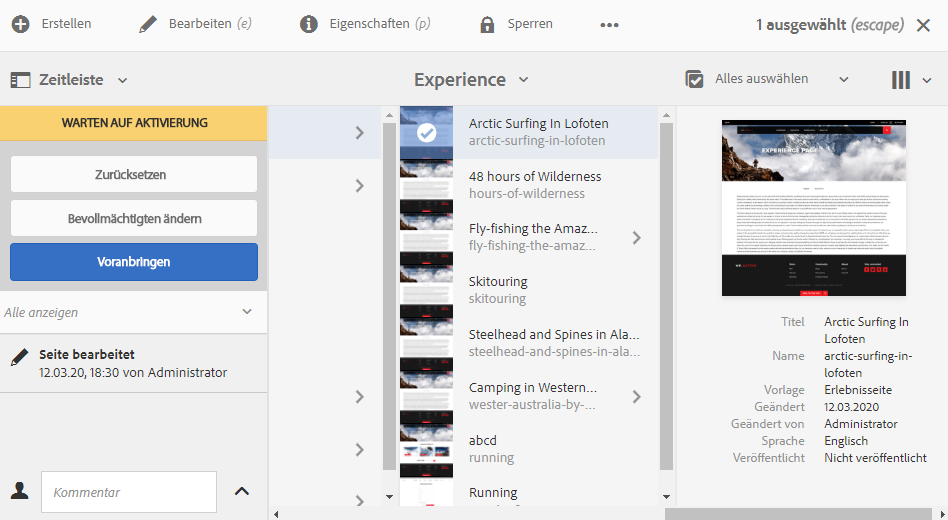 Erstellen
Bearbeiten (e)
Eigenschaften (p)
Sperren
1 ausgewählt (escape)
Zeitleiste
Experience
Alles auswählen
WARTEN AUF AKTIVIERUNG
Zurücksetzen
Bevollmächtigten ändern
Voranbringen
Alle anzeigen
Seite bearbeitet
12.03.20, 18:30 von Administrator
Kommentar
Arctic Surfing In Lofoten
arctic-surfing-in-lofoten
48 hours of Wilderness
hours-of-wilderness
Fly-fishing the Amaz...
fly-fishing-the-amaz...
Skitouring
skitouring
Steelhead and Spines in Ala...
steelhead-and-spines-in-ala...
Camping in Western...
wester-australia-by-...
abcd
running
Running
EXPERIENCE PAGE
Titel Arctic Surfing In
Lofoten
Name arctic-surfing-in-
lofoten
Vorlage Erlebnisseite
Geändert 12.03.2020
Geändert von Administrator
Sprache Englisch
Veröffentlicht Nicht veröffentlicht